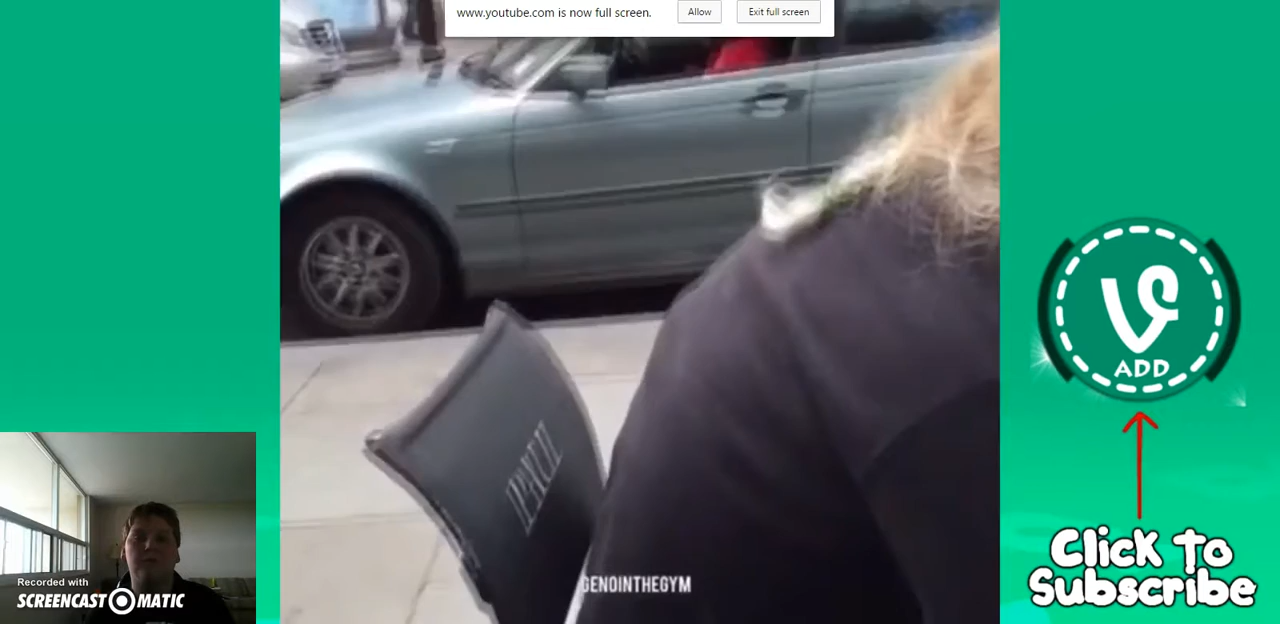 www.youtube.com is now full screen.
Allow
Exit full screen
ADD
Click To
Subscribe
Recorded with
SCREENCAST MATIC
GENOINTHEGYM